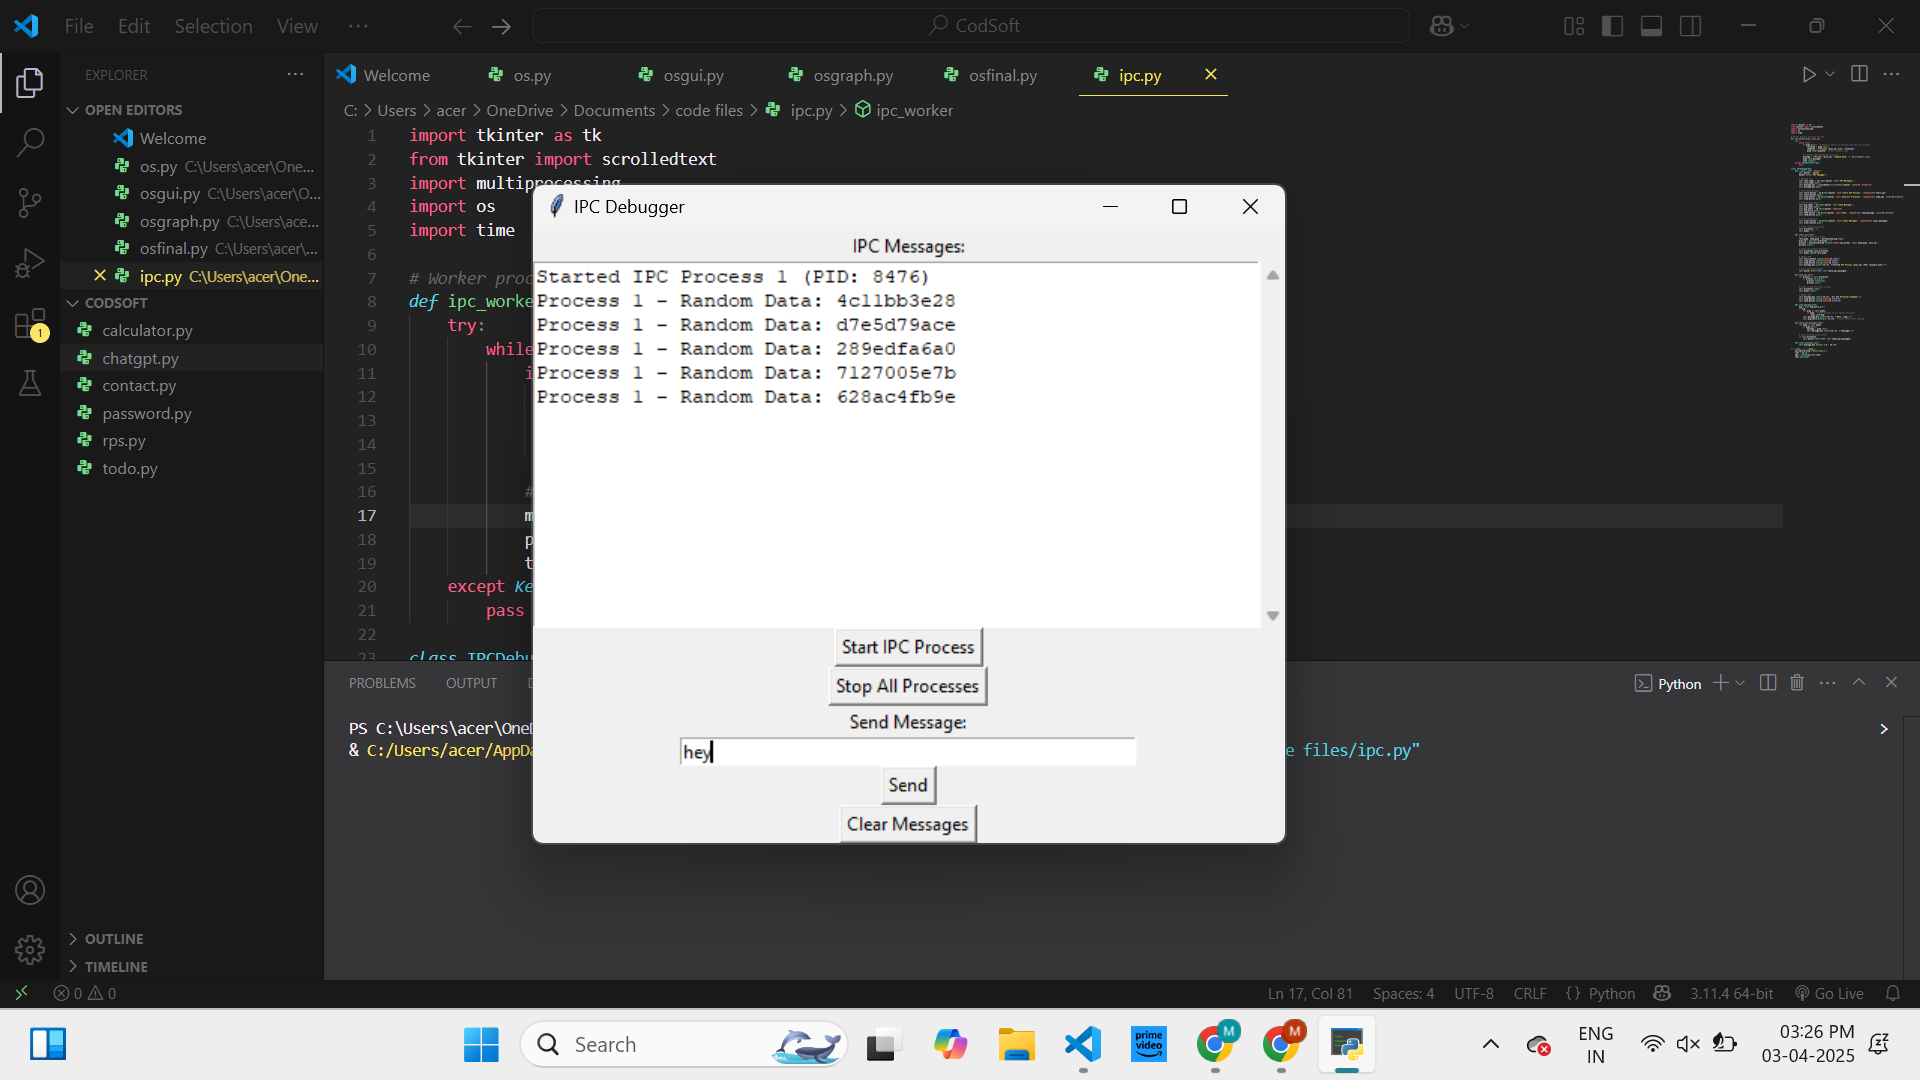 File Edit Selection View ··· CodSoft
EXPLORER ···
OPEN EDITORS
Welcome
os.py C:\Users\acer\One...
osgui.py C:\Users\acer\O...
osgraph.py C:\Users\ace...
osfinal.py C:\Users\acer\...
ipc.py C:\Users\acer\One...
CODSOFT
calculator.py
chatgpt.py
contact.py
password.py
rps.py
todo.py
OUTLINE
TIMELINE
1
Welcome os.py osgui.py osgraph.py osfinal.py ipc.py
C: > Users > acer > OneDrive > Documents > code files > ipc.py > ipc_worker
1 import tkinter as tk
2 from tkinter import scrolledtext
3 import multiprocessing
4 import os
5 import time
6
7 # Worker proc
8 def ipc_worke
9 try:
10 while
11 i
12
13
14
15
16 #
17 m
18 p
19 t
20 except Ke
21 pass
22
23 class IPCDebu
IPC Debugger
IPC Messages:
Started IPC Process 1 (PID: 8476)
Process 1 - Random Data: 4c11bb3e28
Process 1 - Random Data: d7e5d79ace
Process 1 - Random Data: 289edfa6a0
Process 1 - Random Data: 7127005e7b
Process 1 - Random Data: 628ac4fb9e
Start IPC Process
Stop All Processes
Send Message:
hey
Send
Clear Messages
PROBLEMS OUTPUT D Python
PS C:\Users\acer\OneD
& C:/Users/acer/AppDa e files/ipc.py"
0 0 Ln 17, Col 81 Spaces: 4 UTF-8 CRLF {} Python 3.11.4 64-bit Go Live
Search
prime video
M
M
ENG
IN
03:26 PM
03-04-2025